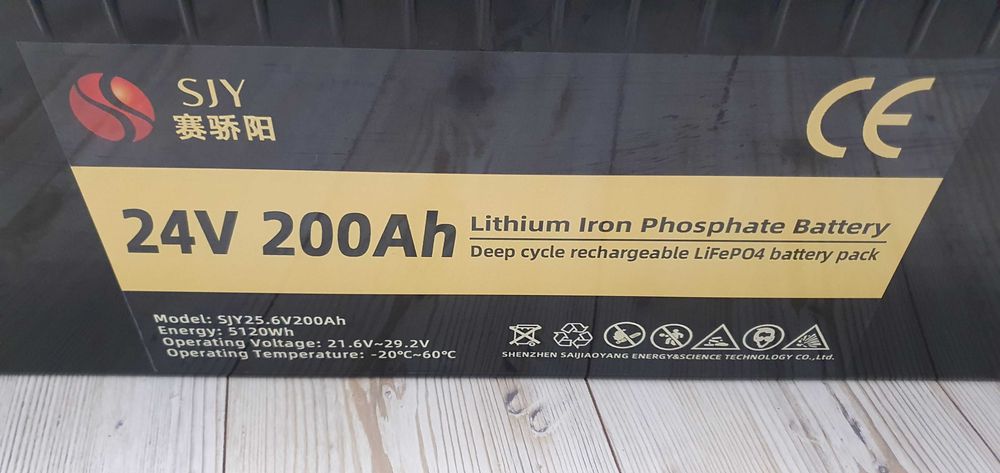 SJY
赛骄阳
CE
24V 200Ah
Lithium Iron Phosphate Battery
Deep cycle rechargeable LiFePO4 battery pack
Model: SJY25.6V200Ah
Energy: 5120Wh
Operating Voltage: 21.6V~29.2V
Operating Temperature: -20°C~60°C
SHENZHEN SAIJIAOYANG ENERGY&SCIENCE TECHNOLOGY CO.,Ltd.